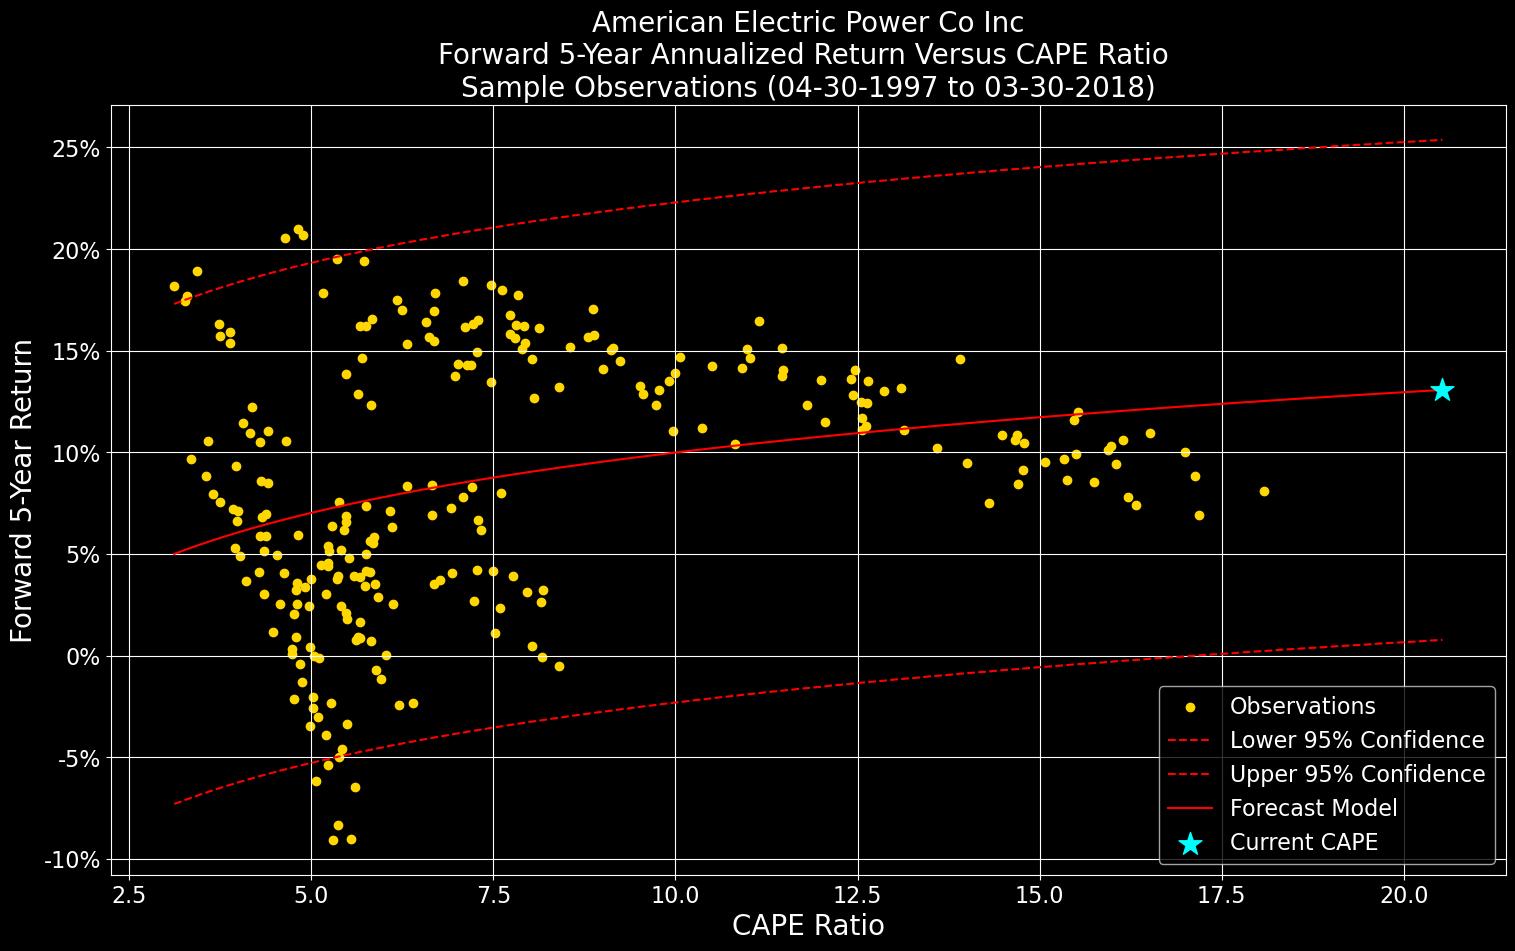 American Electric Power Co Inc
Forward 5-Year Annualized Return Versus CAPE Ratio
Sample Observations (04-30-1997 to 03-30-2018)
Forward 5-Year Return
25%
20%
15%
10%
5%
0%
-5%
-10%
Observations
Lower 95% Confidence
Upper 95% Confidence
Forecast Model
Current CAPE
2.5 5.0 7.5 10.0 12.5 15.0 17.5 20.0
CAPE Ratio